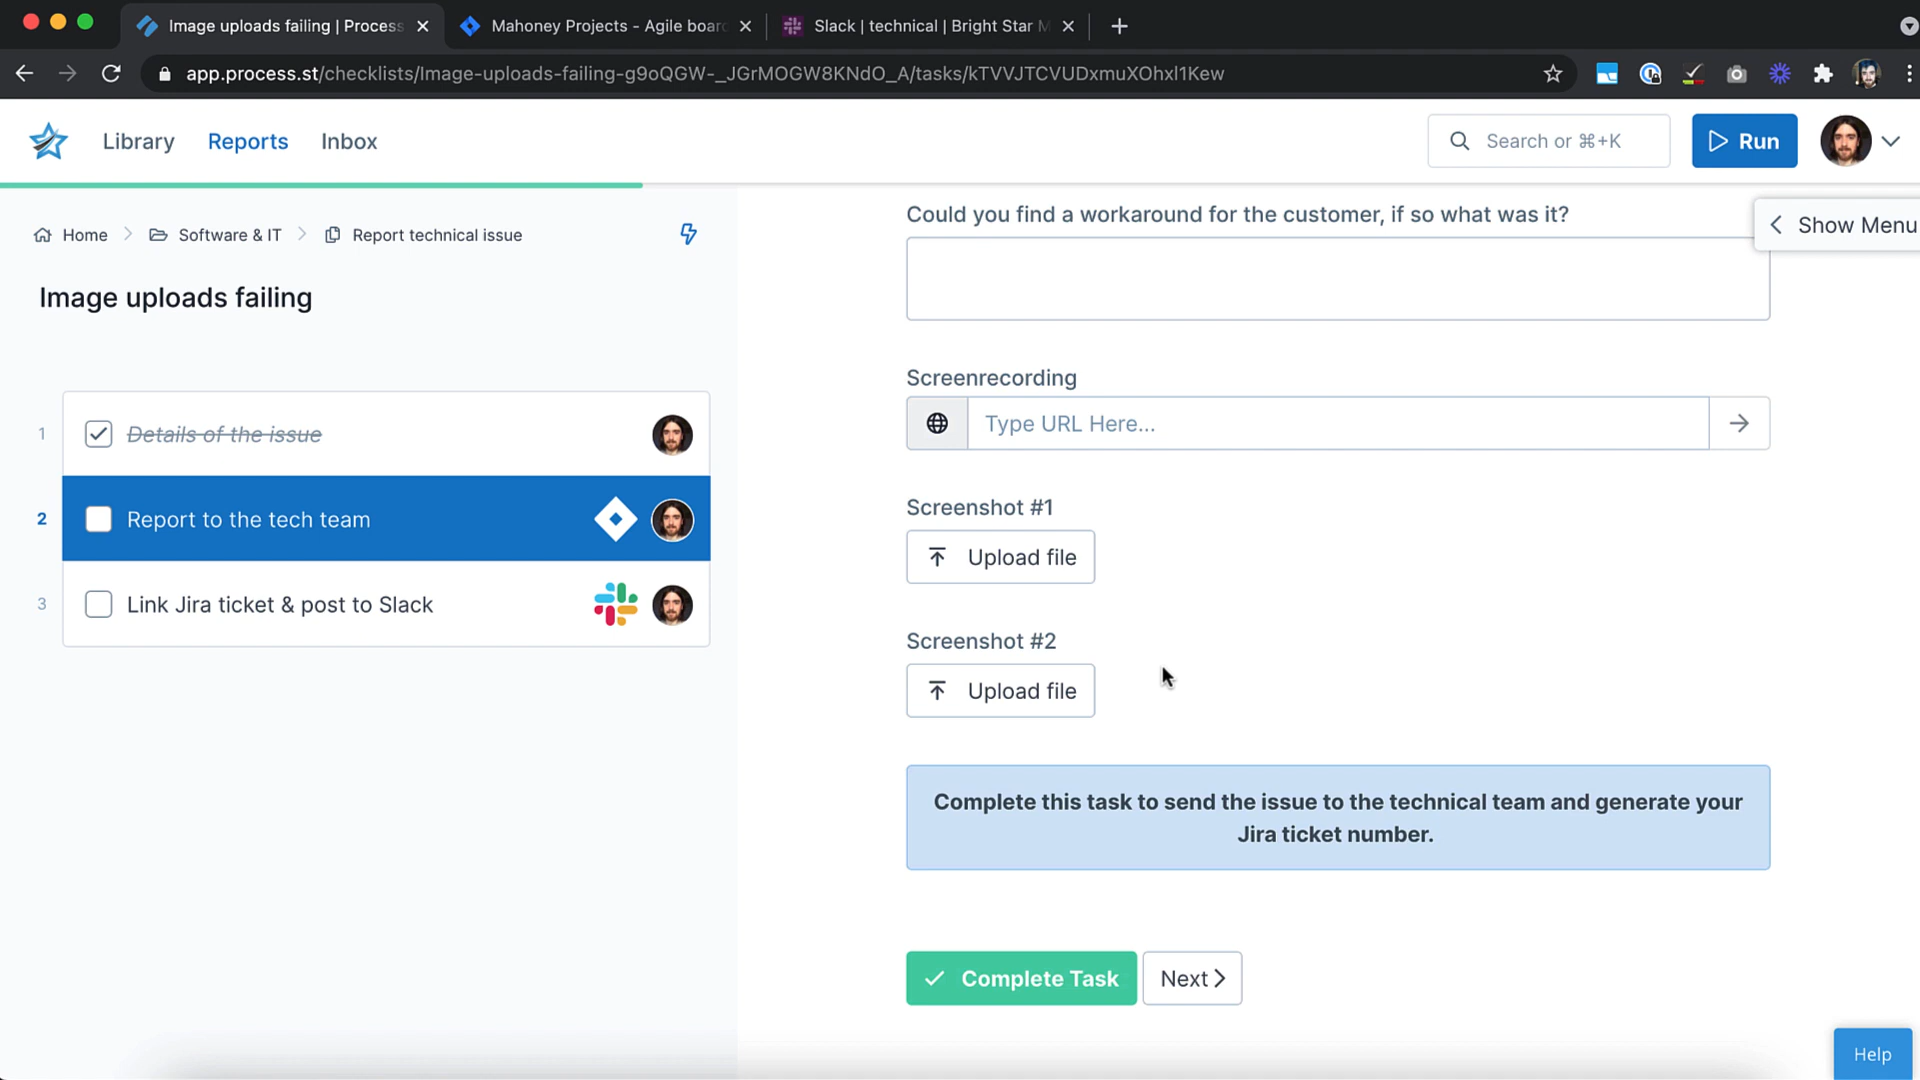 Image uploads failing | Process
Mahoney Projects - Agile boar
Slack | technical | Bright Star M
app.process.st/checklists/Image-uploads-failing-g9oQGW-_JGrMOGW8KNdO_A/tasks/kTVVJTCVUDxmuXOhxl1Kew
Library
Reports
Inbox
Search or ⌘+K
Run
Home
Software & IT
Report technical issue
Image uploads failing
1
Details of the issue
2
Report to the tech team
3
Link Jira ticket & post to Slack
Show Menu
Could you find a workaround for the customer, if so what was it?
Screenrecording
Type URL Here...
Screenshot #1
Upload file
Screenshot #2
Upload file
Complete this task to send the issue to the technical team and generate your
Jira ticket number.
Complete Task
Next
Help